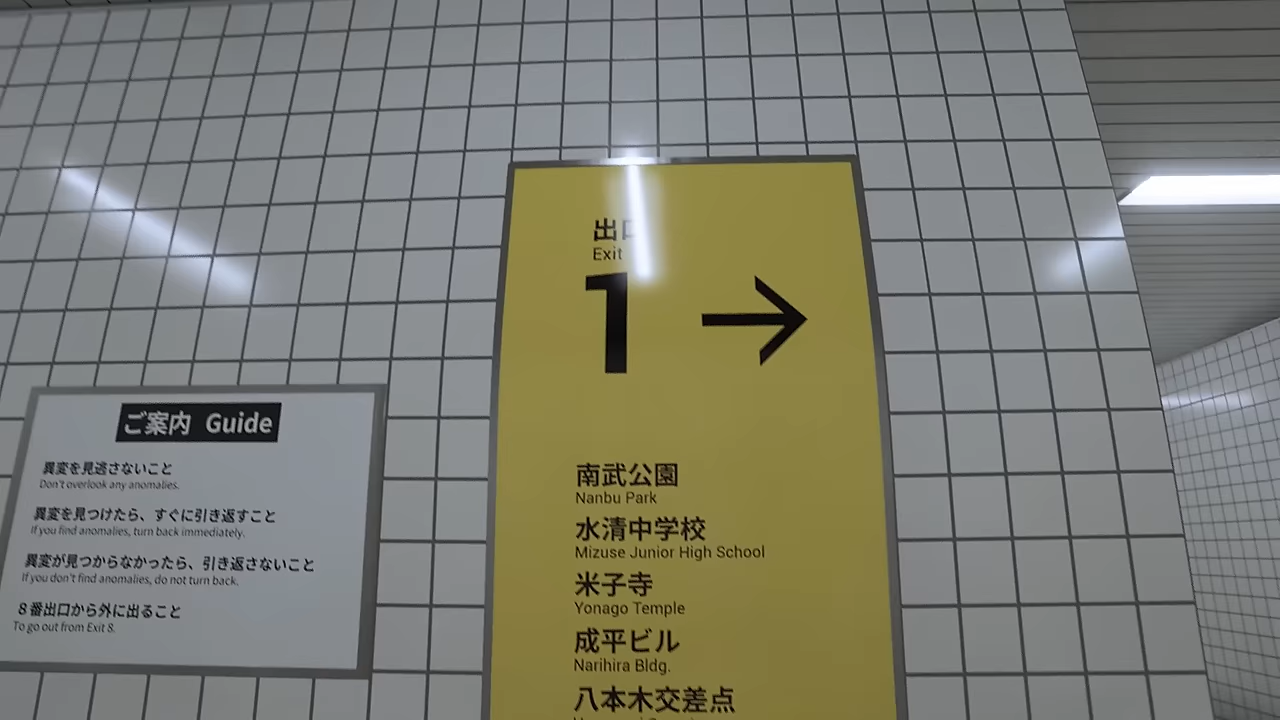 出口
Exit
1 →
ご案内 Guide
異変を見逃さないこと
Don't overlook any anomalies.
異変を見つけたら、すぐに引き返すこと
If you find anomalies, turn back immediately.
異変が見つからなかったら、引き返さないこと
If you don't find anomalies, do not turn back.
8番出口から外に出ること
To go out from Exit 8.
南武公園
Nanbu Park
水清中学校
Mizuse Junior High School
米子寺
Yonago Temple
成平ビル
Narihira Bldg.
八本木交差点